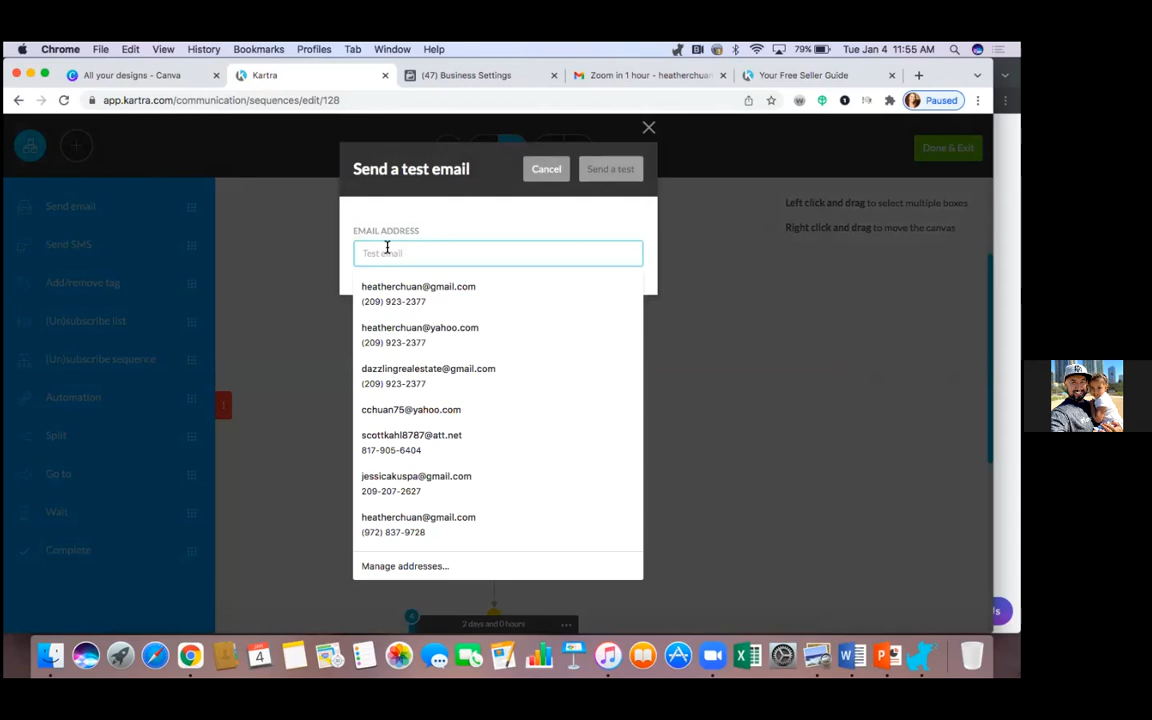 Chrome File Edit View History Bookmarks Profiles Tab Window Help 79% Tue Jan 4 11:55 AM
All your designs - Canva
Kartra
(47) Business Settings
Zoom in 1 hour - heatherchuan
Your Free Seller Guide
app.kartra.com/communication/sequences/edit/128
Paused
Send a test email
Cancel
Send a test
Done & Exit
Send email
Send SMS
Add/remove tag
(Un)subscribe list
(Un)subscribe sequence
Automation
Split
Go to
Wait
Complete
Left click and drag to select multiple boxes
Right click and drag to move the canvas
EMAIL ADDRESS
Test email
heatherchuan@gmail.com
(209) 923-2377
heatherchuan@yahoo.com
(209) 923-2377
dazzlingrealestate@gmail.com
(209) 923-2377
cchuan75@yahoo.com
scottkahl8787@att.net
817-905-6404
jessicakuspa@gmail.com
209-207-2627
heatherchuan@gmail.com
(972) 837-9728
Manage addresses...
4
2 days and 0 hours